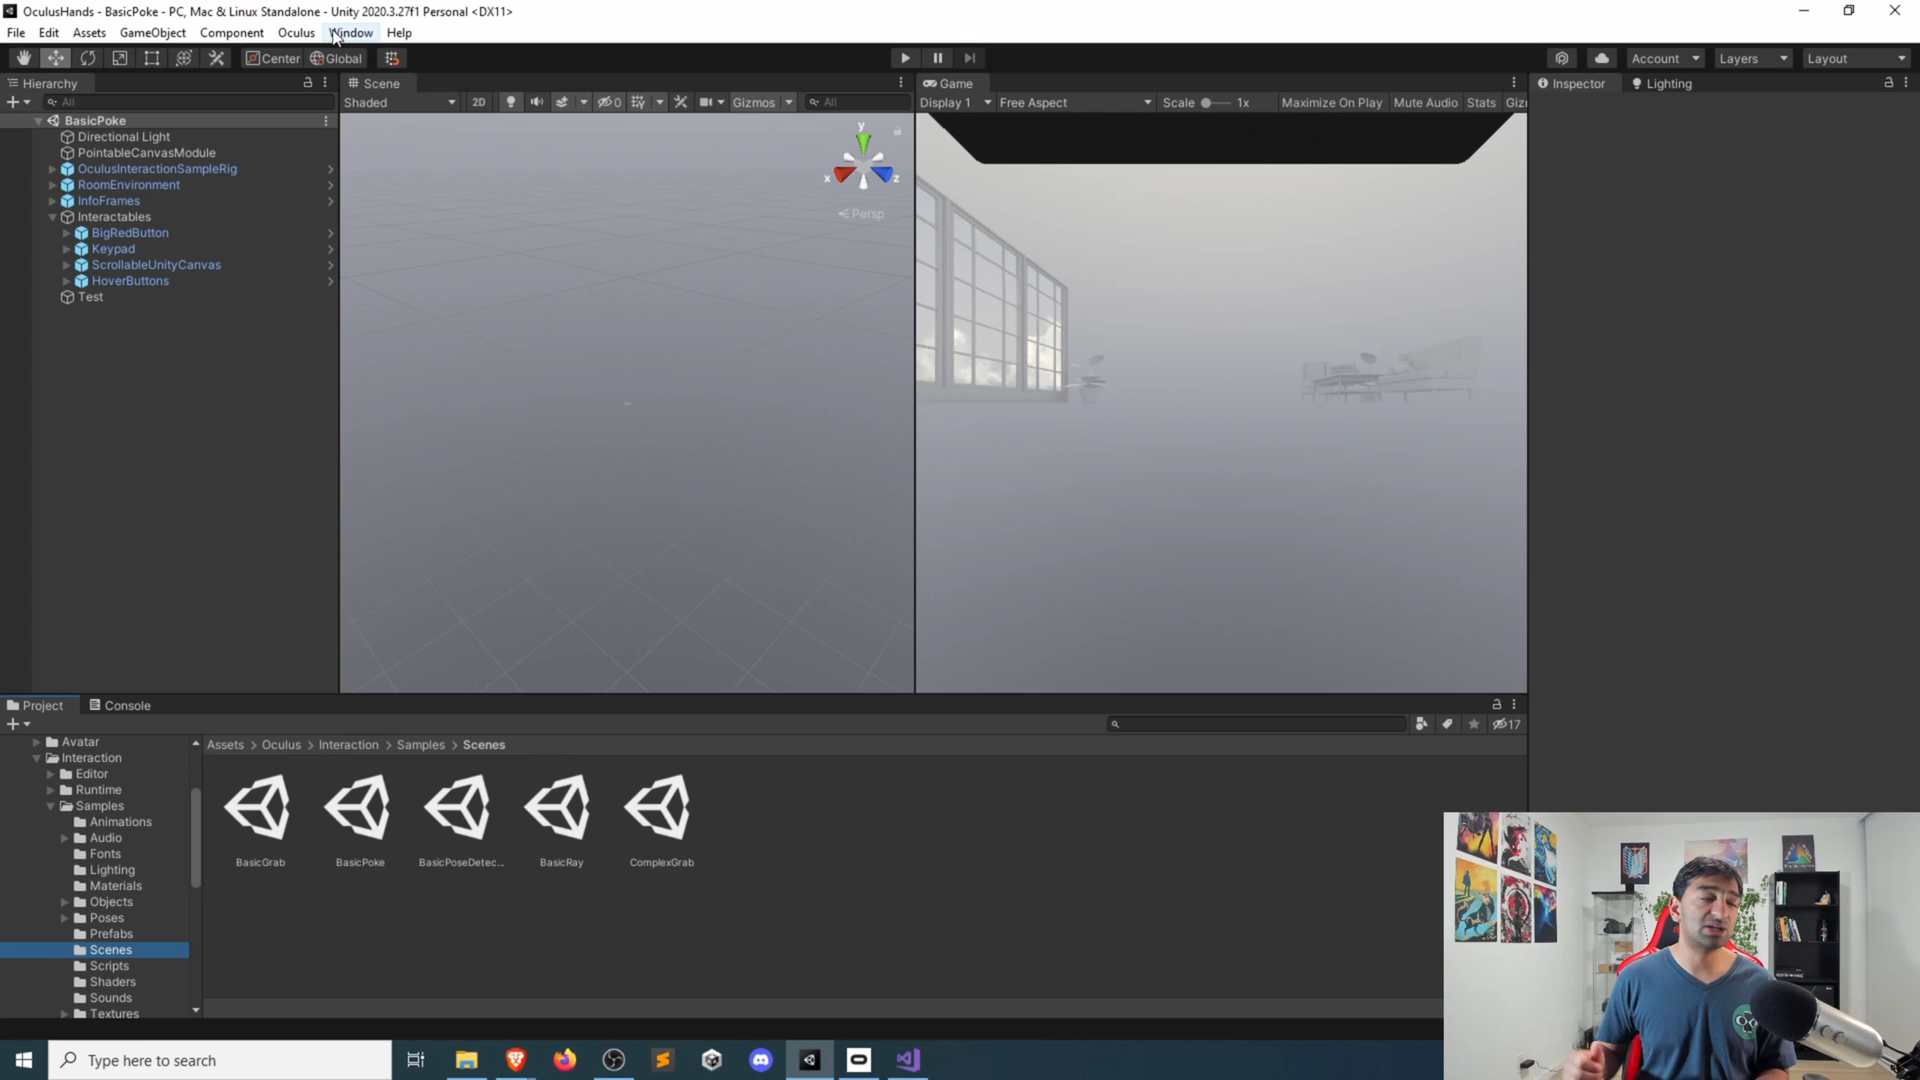 OculusHands - BasicPoke - PC, Mac & Linux Standalone - Unity 2020.3.27f1 Personal <DX11>
File Edit Assets GameObject Component Oculus Window Help
Center Global
Account Layers Layout
Hierarchy
All
BasicPoke
Directional Light
PointableCanvasModule
OculusInteractionSampleRig
RoomEnvironment
InfoFrames
Interactables
BigRedButton
Keypad
ScrollableUnityCanvas
HoverButtons
Test
Scene
Shaded 2D 0 Gizmos All
y
x z
Persp
Game
Display 1 Free Aspect Scale 1x Maximize On Play Mute Audio Stats Giz
Inspector Lighting
Project Console
17
Avatar
Interaction
Editor
Runtime
Samples
Animations
Audio
Fonts
Lighting
Materials
Objects
Poses
Prefabs
Scenes
Scripts
Shaders
Sounds
Textures
Assets > Oculus > Interaction > Samples > Scenes
BasicGrab BasicPoke BasicPoseDetec... BasicRay ComplexGrab
Type here to search